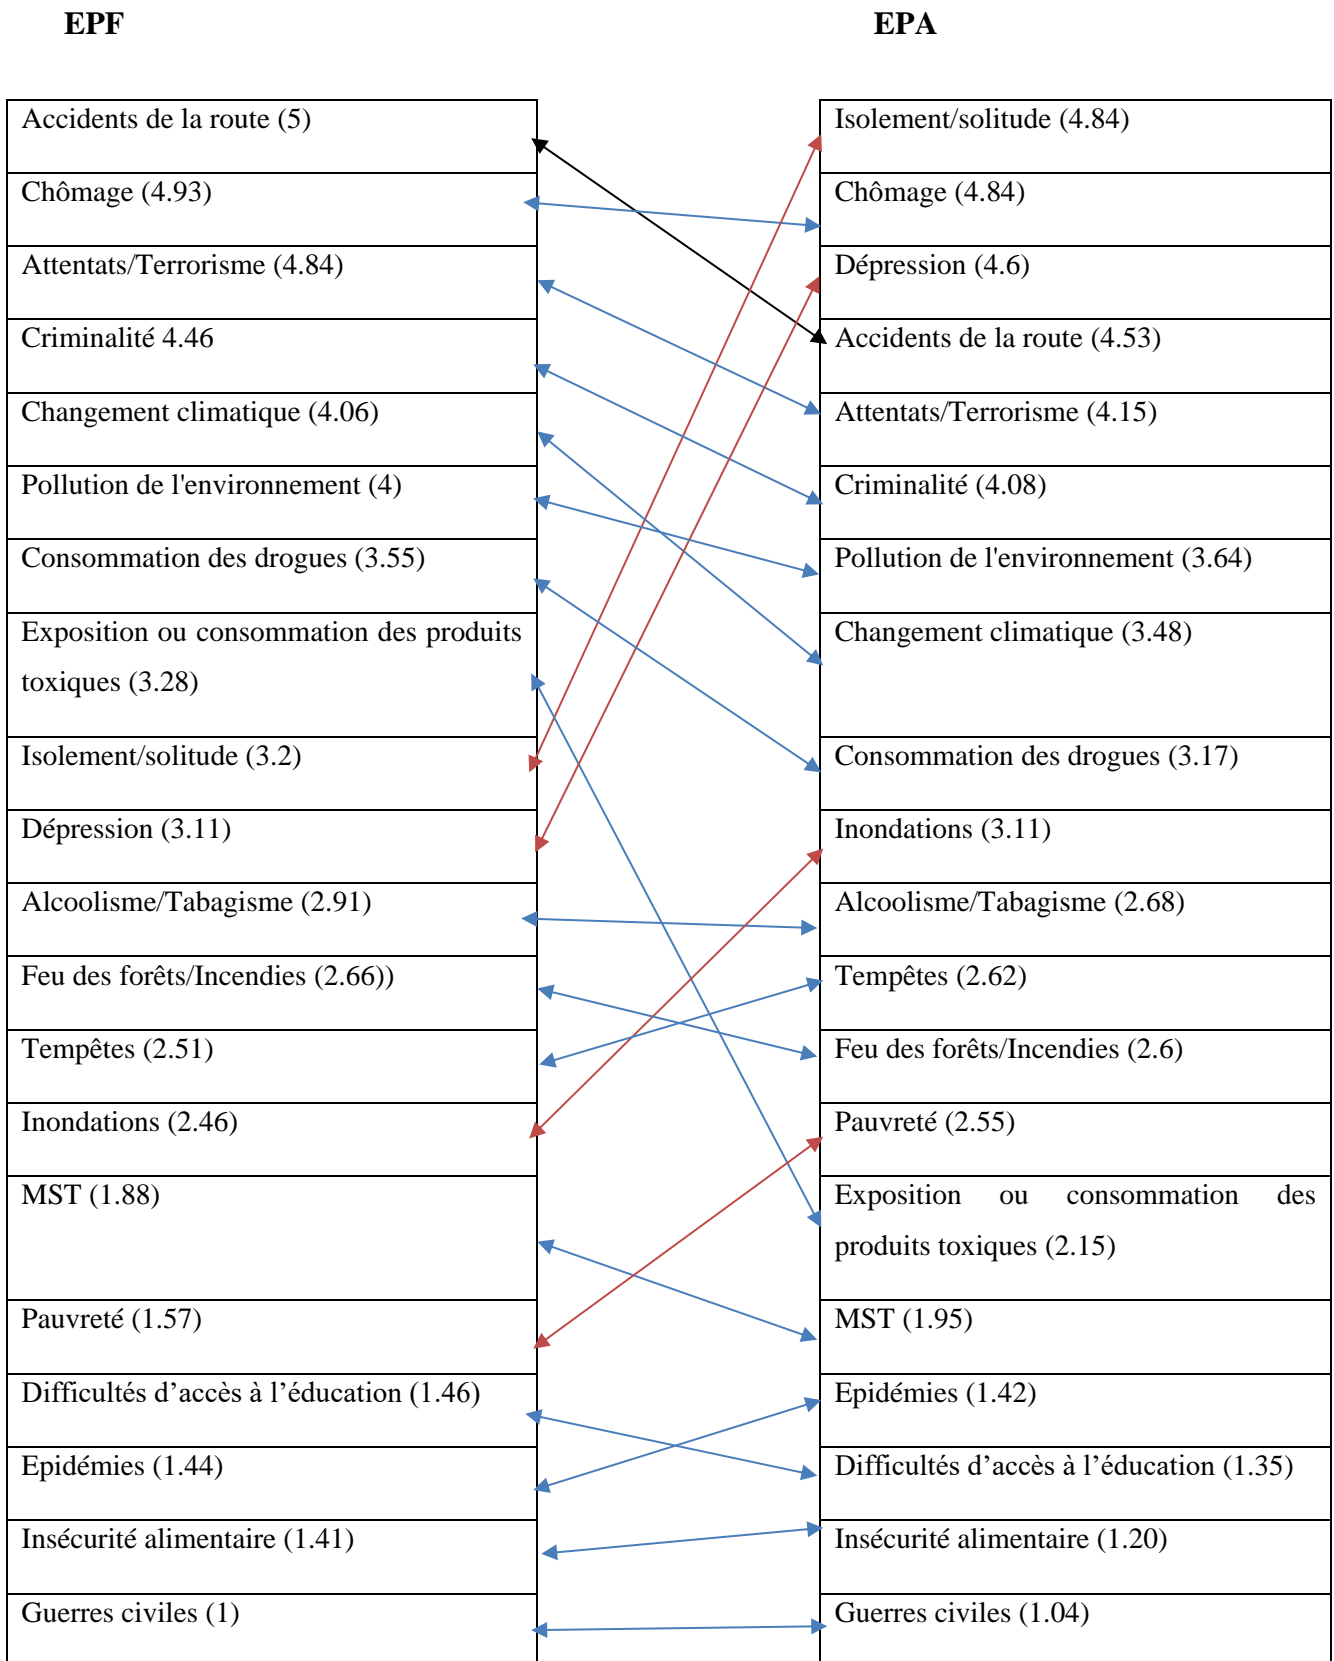 EPF
EPA
Accidents de la route (5)
Isolement/solitude (4.84)
Chômage (4.93)
Chômage (4.84)
Attentats/Terrorisme (4.84)
Dépression (4.6)
Criminalité 4.46
Accidents de la route (4.53)
Changement climatique (4.06)
Attentats/Terrorisme (4.15)
Pollution de l'environnement (4)
Criminalité (4.08)
Consommation des drogues (3.55)
Pollution de l'environnement (3.64)
Exposition ou consommation des produits
toxiques (3.28)
Changement climatique (3.48)
Isolement/solitude (3.2)
Consommation des drogues (3.17)
Dépression (3.11)
Inondations (3.11)
Alcoolisme/Tabagisme (2.91)
Alcoolisme/Tabagisme (2.68)
Feu des forêts/Incendies (2.66))
Tempêtes (2.62)
Tempêtes (2.51)
Feu des forêts/Incendies (2.6)
Inondations (2.46)
Pauvreté (2.55)
MST (1.88)
Exposition ou consommation des
produits toxiques (2.15)
Pauvreté (1.57)
MST (1.95)
Difficultés d’accès à l’éducation (1.46)
Epidémies (1.42)
Epidémies (1.44)
Difficultés d’accès à l’éducation (1.35)
Insécurité alimentaire (1.41)
Insécurité alimentaire (1.20)
Guerres civiles (1)
Guerres civiles (1.04)